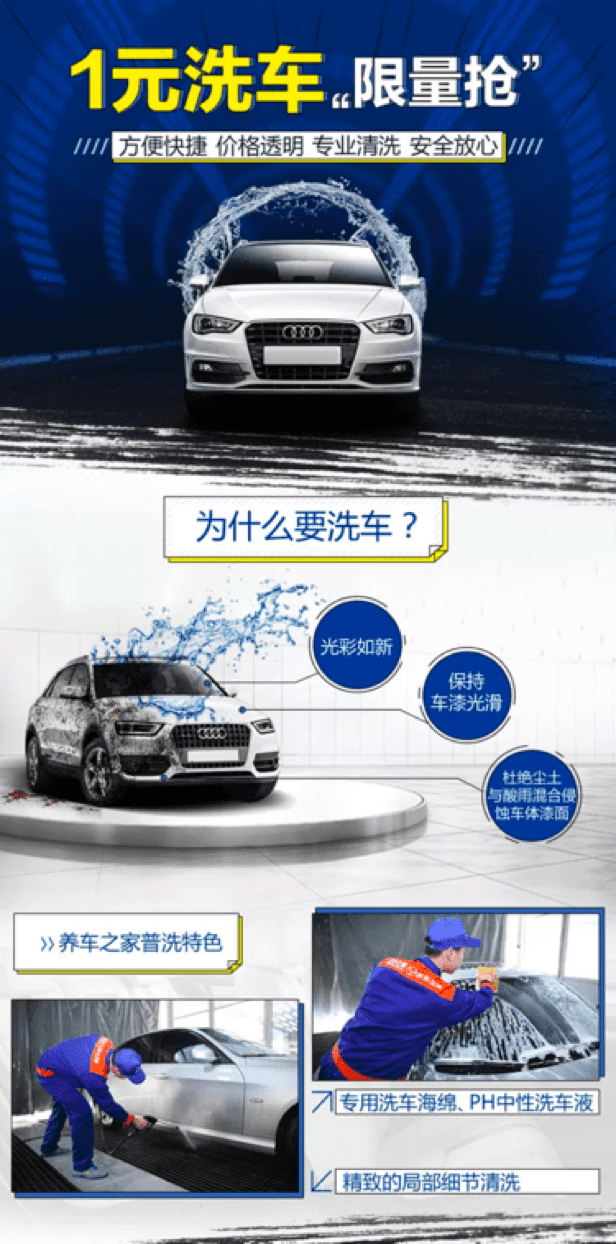 1元洗车“限量抢”
方便快捷 价格透明 专业清洗 安全放心
为什么要洗车？
光彩如新
保持
车漆光滑
杜绝尘土
与酸雨混合侵
蚀车体漆面
》养车之家普洗特色
专用洗车海绵、PH中性洗车液
精致的局部细节清洗